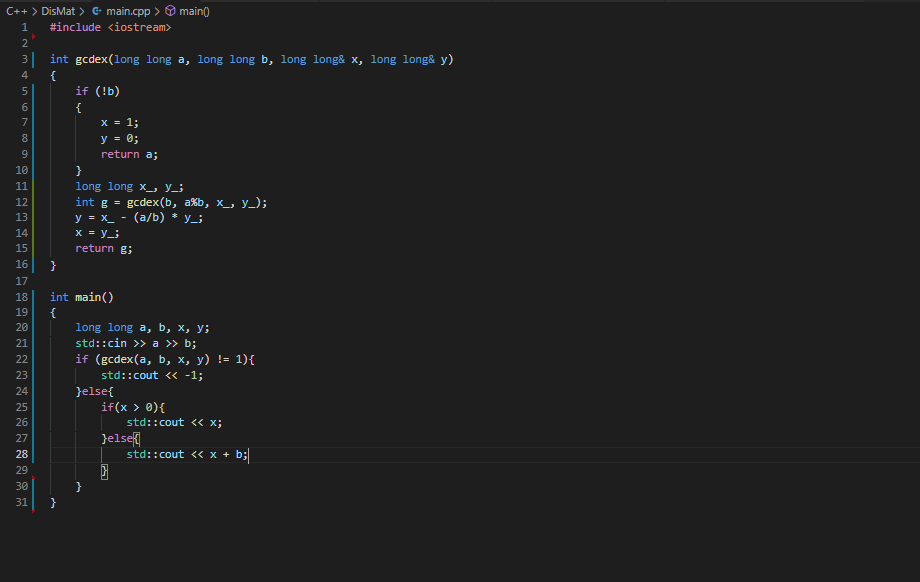 C++ > DisMat > main.cpp > main()
1 #include <iostream>
2
3 int gcdex(long long a, long long b, long long& x, long long& y)
4 {
5     if (!b)
6     {
7         x = 1;
8         y = 0;
9         return a;
10     }
11     long long x_, y_;
12     int g = gcdex(b, a%b, x_, y_);
13     y = x_ - (a/b) * y_;
14     x = y_;
15     return g;
16 }
17
18 int main()
19 {
20     long long a, b, x, y;
21     std::cin >> a >> b;
22     if (gcdex(a, b, x, y) != 1){
23         std::cout << -1;
24     }else{
25         if(x > 0){
26             std::cout << x;
27         }else{
28             std::cout << x + b;
29         }
30     }
31 }